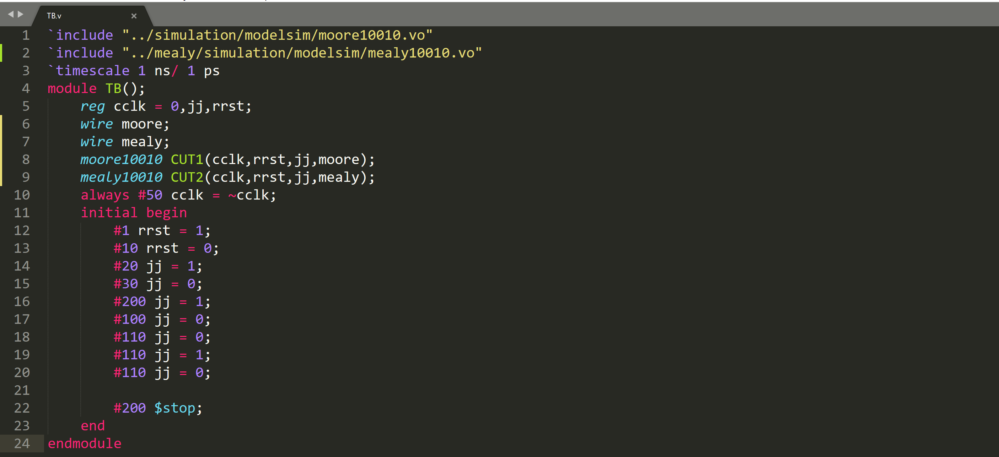 TB.v
1 `include "../simulation/modelsim/moore10010.vo"
2 `include "../mealy/simulation/modelsim/mealy10010.vo"
3 `timescale 1 ns/ 1 ps
4 module TB();
5 reg cclk = 0,jj,rrst;
6 wire moore;
7 wire mealy;
8 moore10010 CUT1(cclk,rrst,jj,moore);
9 mealy10010 CUT2(cclk,rrst,jj,mealy);
10 always #50 cclk = ~cclk;
11 initial begin
12 #1 rrst = 1;
13 #10 rrst = 0;
14 #20 jj = 1;
15 #30 jj = 0;
16 #200 jj = 1;
17 #100 jj = 0;
18 #110 jj = 0;
19 #110 jj = 1;
20 #110 jj = 0;
21
22 #200 $stop;
23 end
24 endmodule